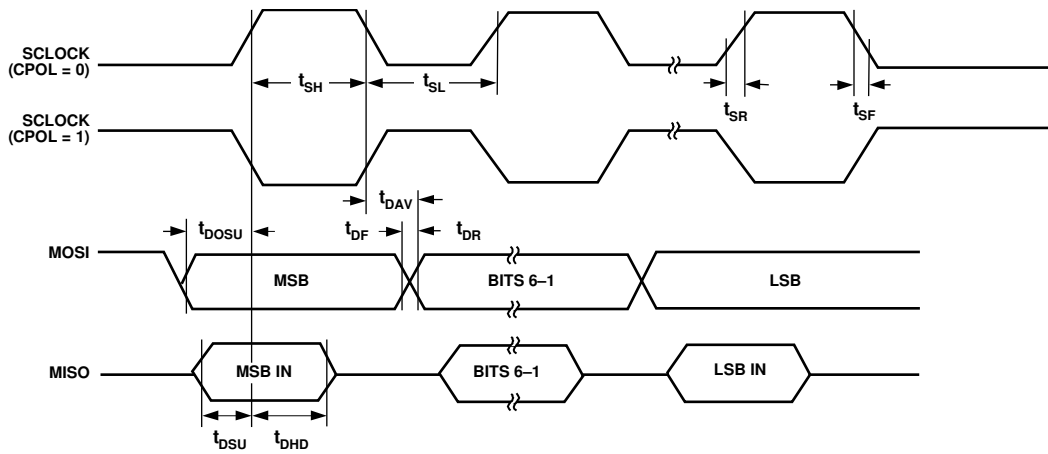 SCLOCK
(CPOL = 0)
tSH
tSL
tSR
tSF
SCLOCK
(CPOL = 1)
tDAV
tDOSU
tDF
tDR
MOSI
MSB
BITS 6–1
LSB
MISO
MSB IN
BITS 6–1
LSB IN
tDSU
tDHD